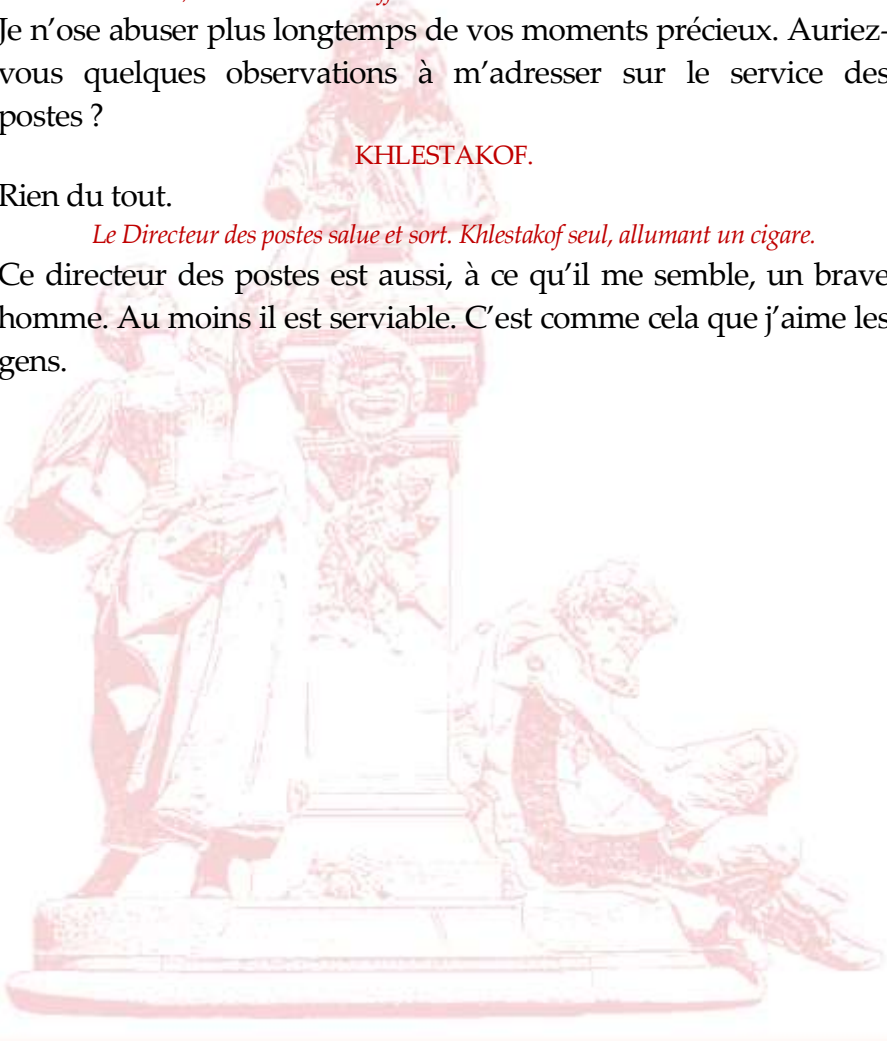 Je n’ose abuser plus longtemps de vos moments précieux. Auriez-
vous quelques observations à m’adresser sur le service des
postes ?
KHLESTAKOF.
Rien du tout.
Le Directeur des postes salue et sort. Khlestakof seul, allumant un cigare.
Ce directeur des postes est aussi, à ce qu’il me semble, un brave
homme. Au moins il est serviable. C’est comme cela que j’aime les
gens.